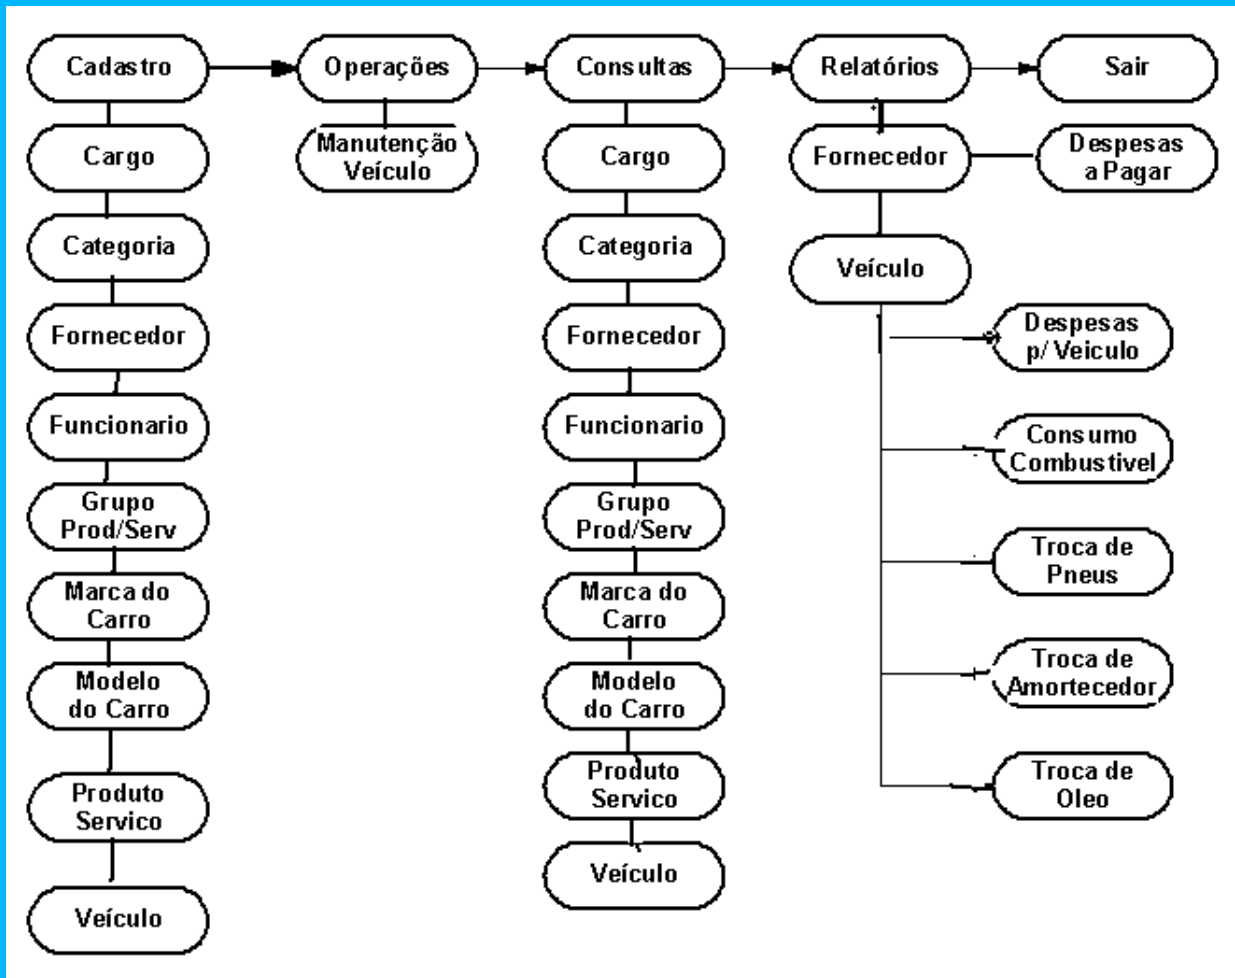 Cadastro
Operações
Consultas
Relatórios
Sair
Cargo
Manutenção
Veículo
Cargo
Fornecedor
Despesas
a Pagar
Categoria
Categoria
Veículo
Fornecedor
Fornecedor
Despesas
p/ Veiculo
Funcionario
Funcionario
Consumo
Combustivel
Grupo
Prod/Serv
Grupo
Prod/Serv
Troca de
Pneus
Marca do
Carro
Marca do
Carro
Modelo
do Carro
Modelo
do Carro
Troca de
Amortecedor
Produto
Servico
Produto
Servico
Troca de
Oleo
Veículo
Veículo